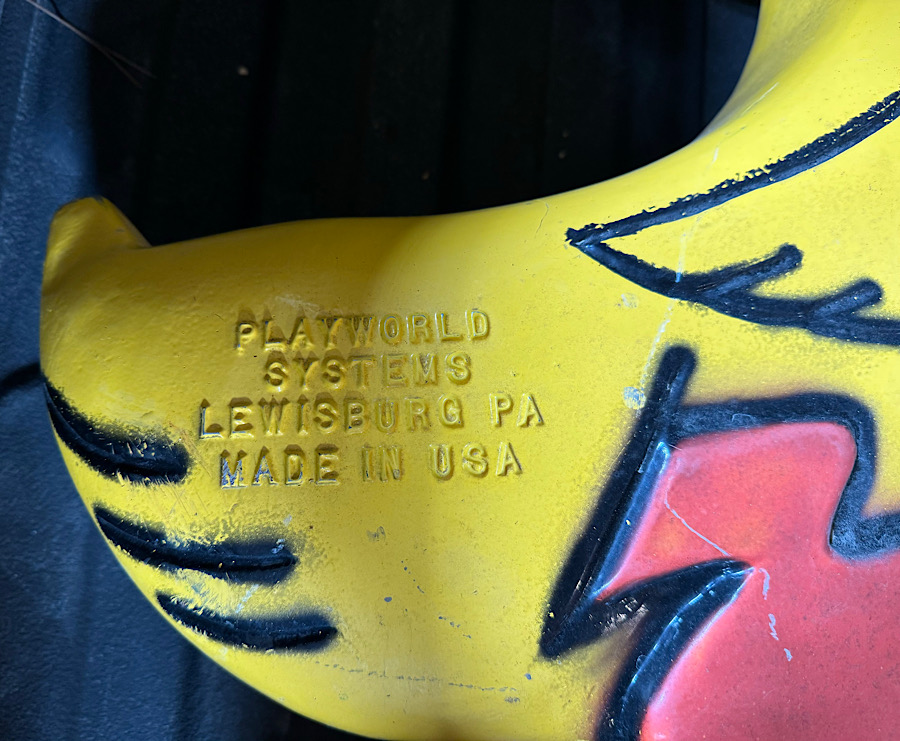 PLAYWORLD
SYSTEMS
LEWISBURG PA
MADE IN USA